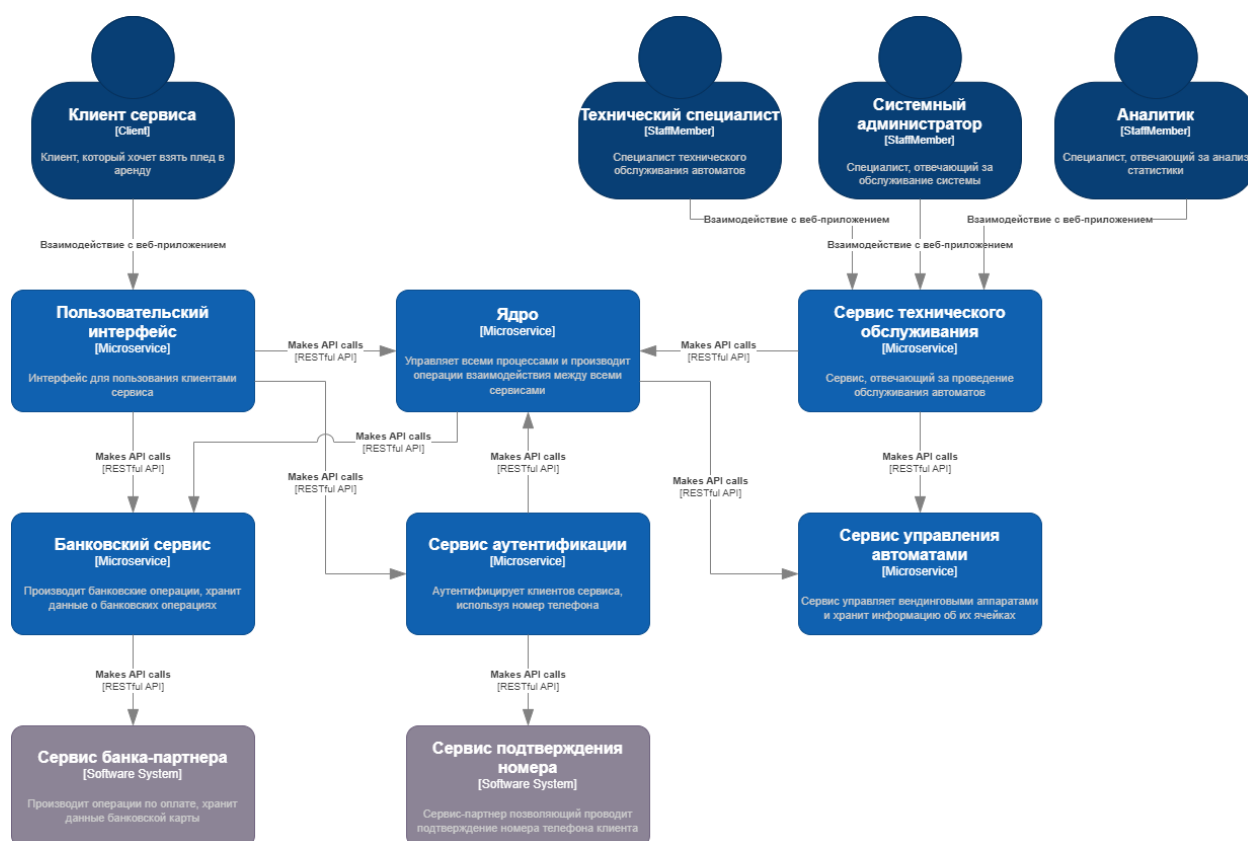 Клиент сервиса
[Client]
Клиент, который хочет взять плед в
аренду
Технический специалист
[StaffMember]
Специалист технического
обслуживания автоматов
Системный
администратор
[StaffMember]
Специалист, отвечающий за
обслуживание системы
Аналитик
[StaffMember]
Специалист, отвечающий за анализ
статистики
Взаимодействие с веб-приложением
Взаимодействие с веб-приложением
Взаимодействие с веб-приложением
Взаимодействие с веб-приложением
Пользовательский
интерфейс
[Microservice]
Интерфейс для пользования клиентами
сервиса
Makes API calls
[RESTful API]
Ядро
[Microservice]
Управляет всеми процессами и производит
операции взаимодействия между всеми
сервисами
Makes API calls
[RESTful API]
Сервис технического
обслуживания
[Microservice]
Сервис, отвечающий за проведение
обслуживания автоматов
Makes API calls
[RESTful API]
Makes API calls
[RESTful API]
Makes API calls
[RESTful API]
Makes API calls
[RESTful API]
Makes API calls
[RESTful API]
Makes API calls
[RESTful API]
Банковский сервис
[Microservice]
Производит банковские операции, хранит
данные о банковских операциях
Сервис аутентификации
[Microservice]
Аутентифицирует клиентов сервиса,
используя номер телефона
Сервис управления
автоматами
[Microservice]
Сервис управляет вендинговыми аппаратами
и хранит информацию об их ячейках
Makes API calls
[RESTful API]
Makes API calls
[RESTful API]
Сервис банка-партнера
[Software System]
Производит операции по оплате, хранит
данные банковской карты
Сервис подтверждения
номера
[Software System]
Сервис-партнер позволяющий проводит
подтверждение номера телефона клиента